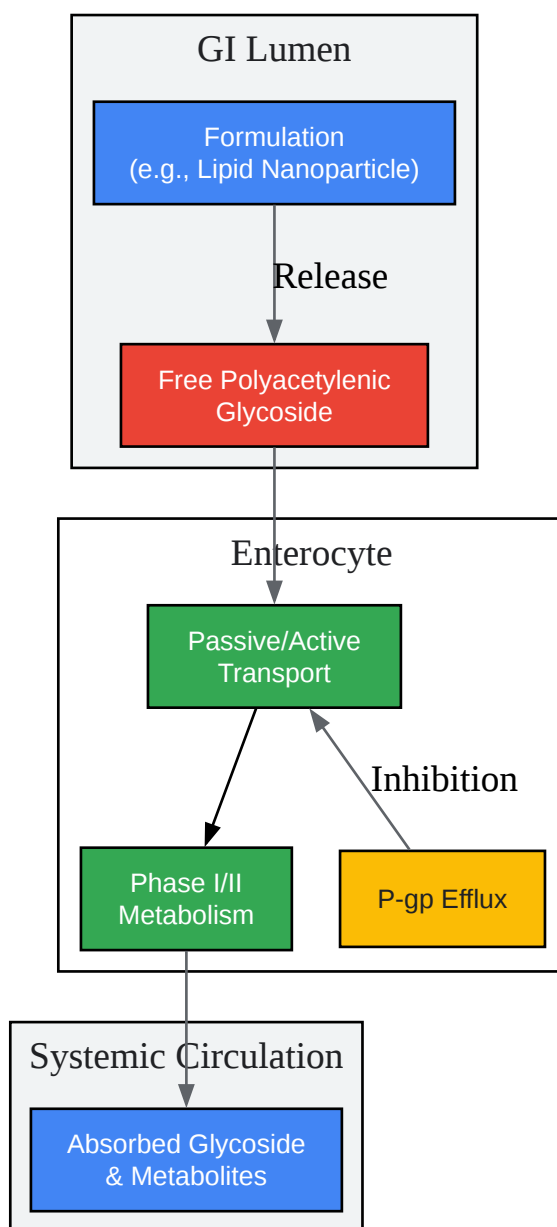 GI Lumen
Formulation
(e.g., Lipid Nanoparticle)
Release
Free Polyacetylenic
Glycoside
Enterocyte
Passive/Active
Transport
Inhibition
Phase I/II
Metabolism
P-gp Efflux
Systemic Circulation
Absorbed Glycoside
& Metabolites